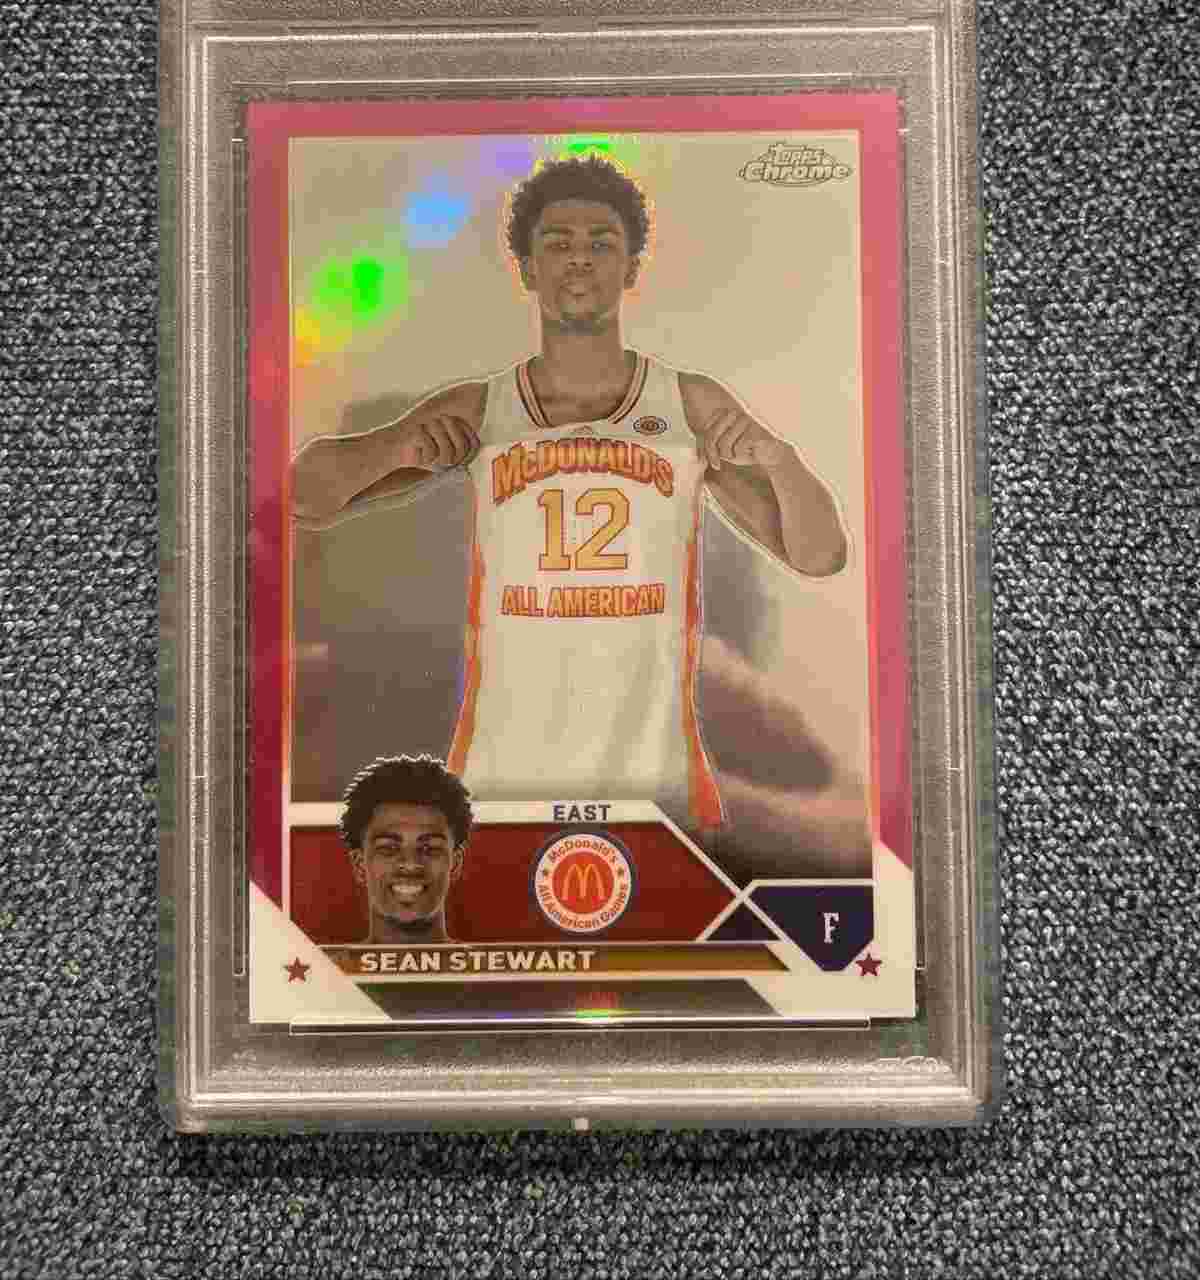 TOPPS
Chrome
McDONALD'S
12
ALL AMERICAN
EAST
McDonald's
All American Games
F
SEAN STEWART